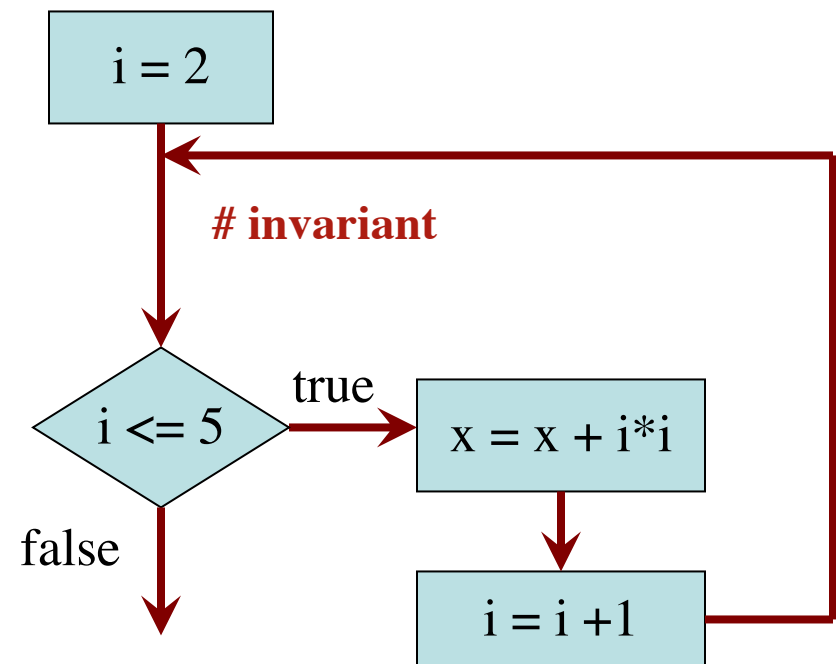 i = 2
# invariant
i <= 5
true
x = x + i*i
false
i = i +1